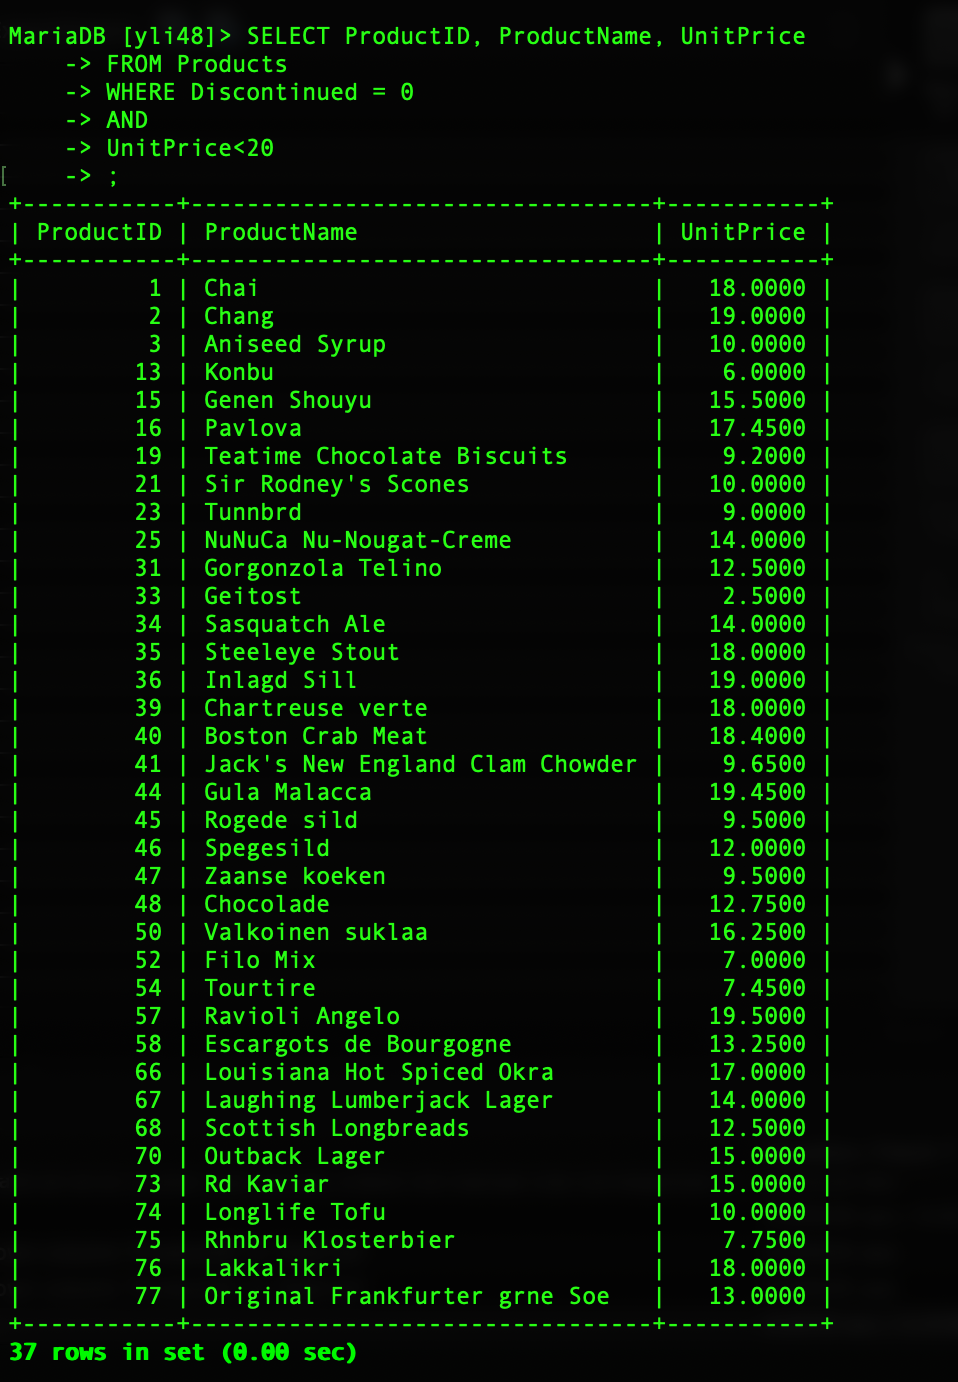 MariaDB [yli48]> SELECT ProductID, ProductName, UnitPrice
    -> FROM Products
    -> WHERE Discontinued = 0
    -> AND
    -> UnitPrice<20
[    -> ;
+-----------+---------------------------------+-----------+
| ProductID | ProductName                     | UnitPrice |
+-----------+---------------------------------+-----------+
|         1 | Chai                            |   18.0000 |
|         2 | Chang                           |   19.0000 |
|         3 | Aniseed Syrup                   |   10.0000 |
|        13 | Konbu                           |    6.0000 |
|        15 | Genen Shouyu                    |   15.5000 |
|        16 | Pavlova                         |   17.4500 |
|        19 | Teatime Chocolate Biscuits      |    9.2000 |
|        21 | Sir Rodney's Scones             |   10.0000 |
|        23 | Tunnbrd                         |    9.0000 |
|        25 | NuNuCa Nu-Nougat-Creme          |   14.0000 |
|        31 | Gorgonzola Telino               |   12.5000 |
|        33 | Geitost                         |    2.5000 |
|        34 | Sasquatch Ale                   |   14.0000 |
|        35 | Steeleye Stout                  |   18.0000 |
|        36 | Inlagd Sill                     |   19.0000 |
|        39 | Chartreuse verte                |   18.0000 |
|        40 | Boston Crab Meat                |   18.4000 |
|        41 | Jack's New England Clam Chowder |    9.6500 |
|        44 | Gula Malacca                    |   19.4500 |
|        45 | Rogede sild                     |    9.5000 |
|        46 | Spegesild                       |   12.0000 |
|        47 | Zaanse koeken                   |    9.5000 |
|        48 | Chocolade                       |   12.7500 |
|        50 | Valkoinen suklaa                |   16.2500 |
|        52 | Filo Mix                        |    7.0000 |
|        54 | Tourtire                        |    7.4500 |
|        57 | Ravioli Angelo                  |   19.5000 |
|        58 | Escargots de Bourgogne          |   13.2500 |
|        66 | Louisiana Hot Spiced Okra       |   17.0000 |
|        67 | Laughing Lumberjack Lager       |   14.0000 |
|        68 | Scottish Longbreads             |   12.5000 |
|        70 | Outback Lager                   |   15.0000 |
|        73 | Rd Kaviar                       |   15.0000 |
|        74 | Longlife Tofu                   |   10.0000 |
|        75 | Rhnbru Klosterbier              |    7.7500 |
|        76 | Lakkalikri                      |   18.0000 |
|        77 | Original Frankfurter grne Soe   |   13.0000 |
+-----------+---------------------------------+-----------+
37 rows in set (0.00 sec)